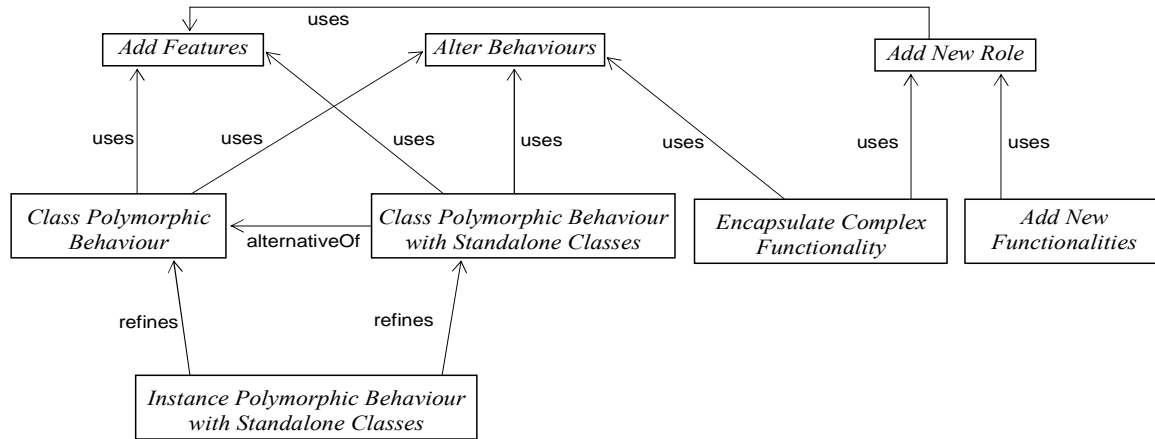 uses
Add Features
Alter Behaviours
Add New Role
uses
uses
uses
uses
uses
uses
uses
Class Polymorphic
Behaviour
alternativeOf
Class Polymorphic Behaviour
with Standalone Classes
Encapsulate Complex
Functionality
Add New
Functionalities
refines
refines
Instance Polymorphic Behaviour
with Standalone Classes